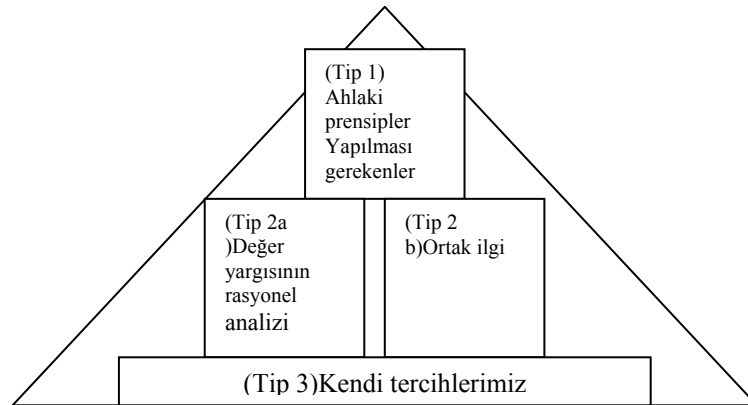 (Tip 1)
Ahlaki
prensipler
Yapılması
gerekenler
(Tip 2a
)Değer
yargısının
rasyonel
analizi
(Tip 2
b)Ortak ilgi
(Tip 3)Kendi tercihlerimiz